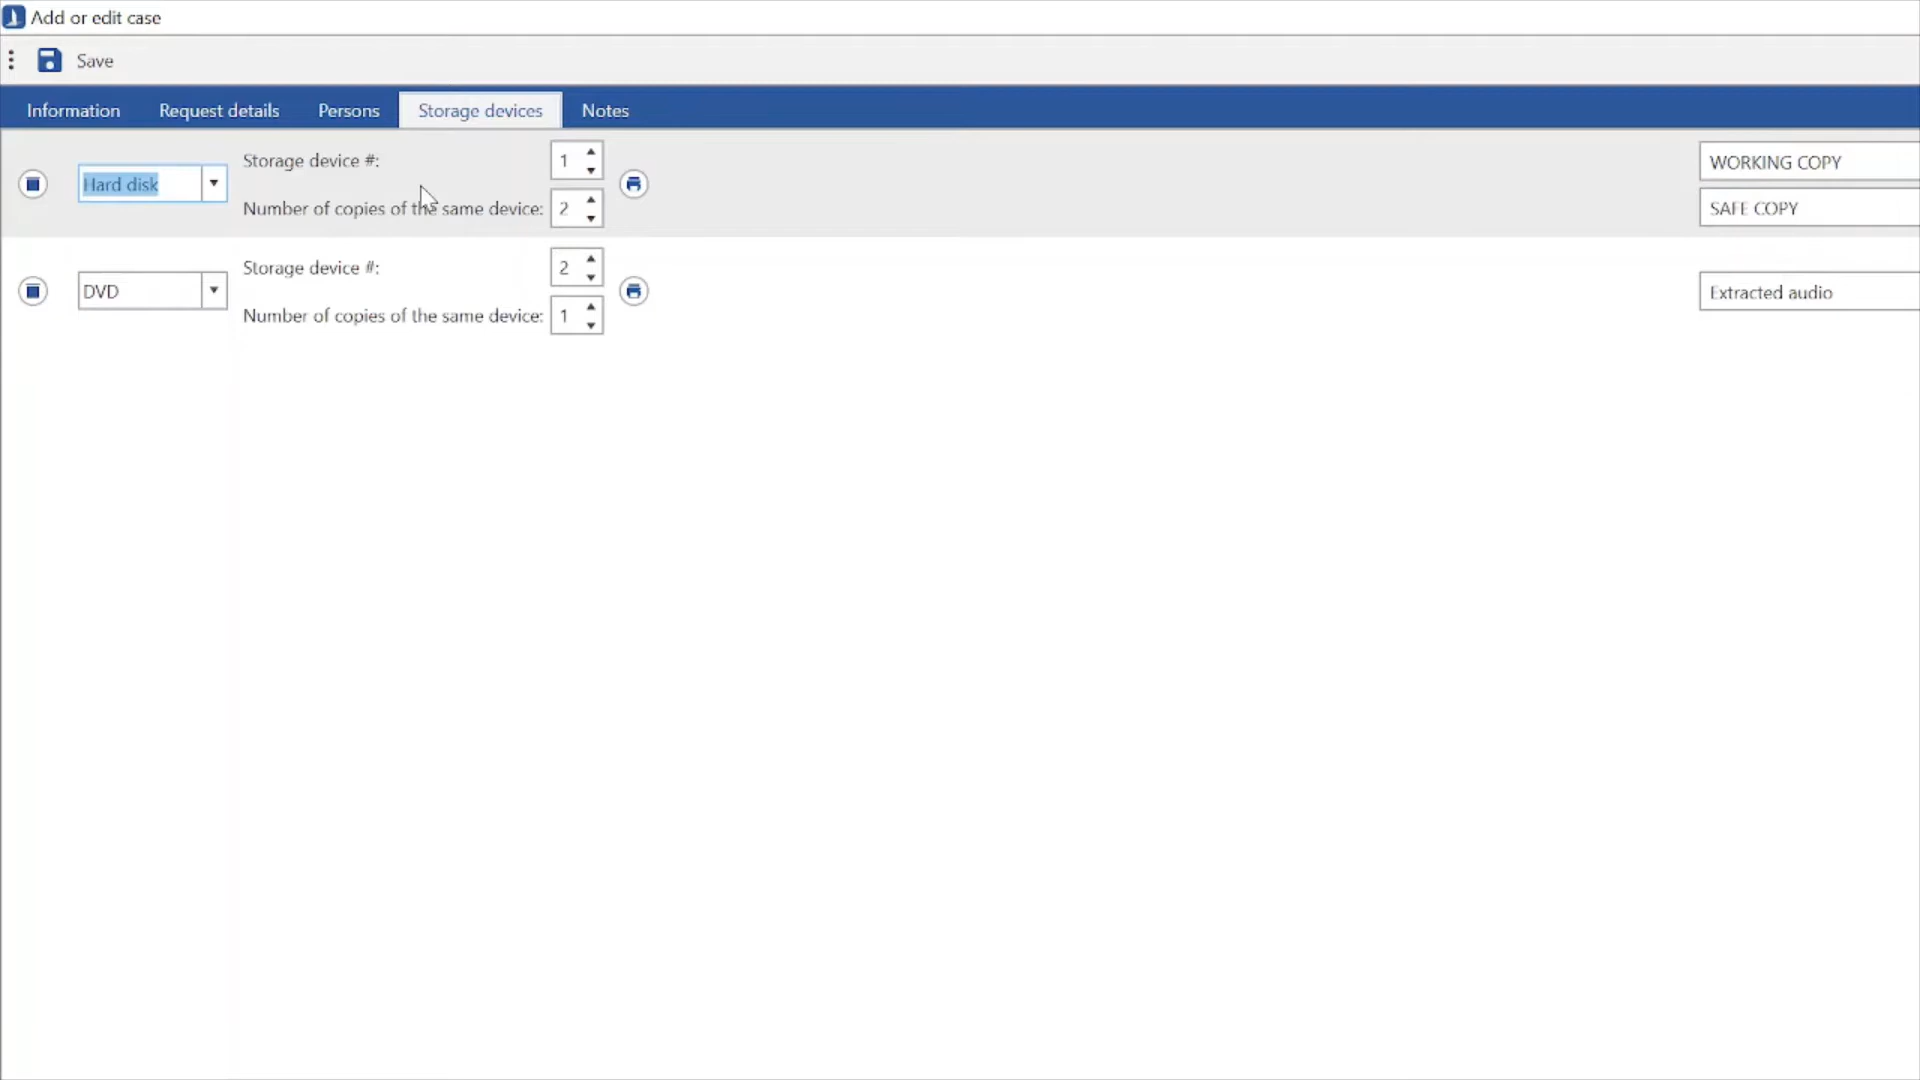 Add or edit case
Save
Information Request details Persons Storage devices Notes
Hard disk
Storage device #: 1
Number of copies of the same device: 2
WORKING COPY
SAFE COPY
DVD
Storage device #: 2
Number of copies of the same device: 1
Extracted audio